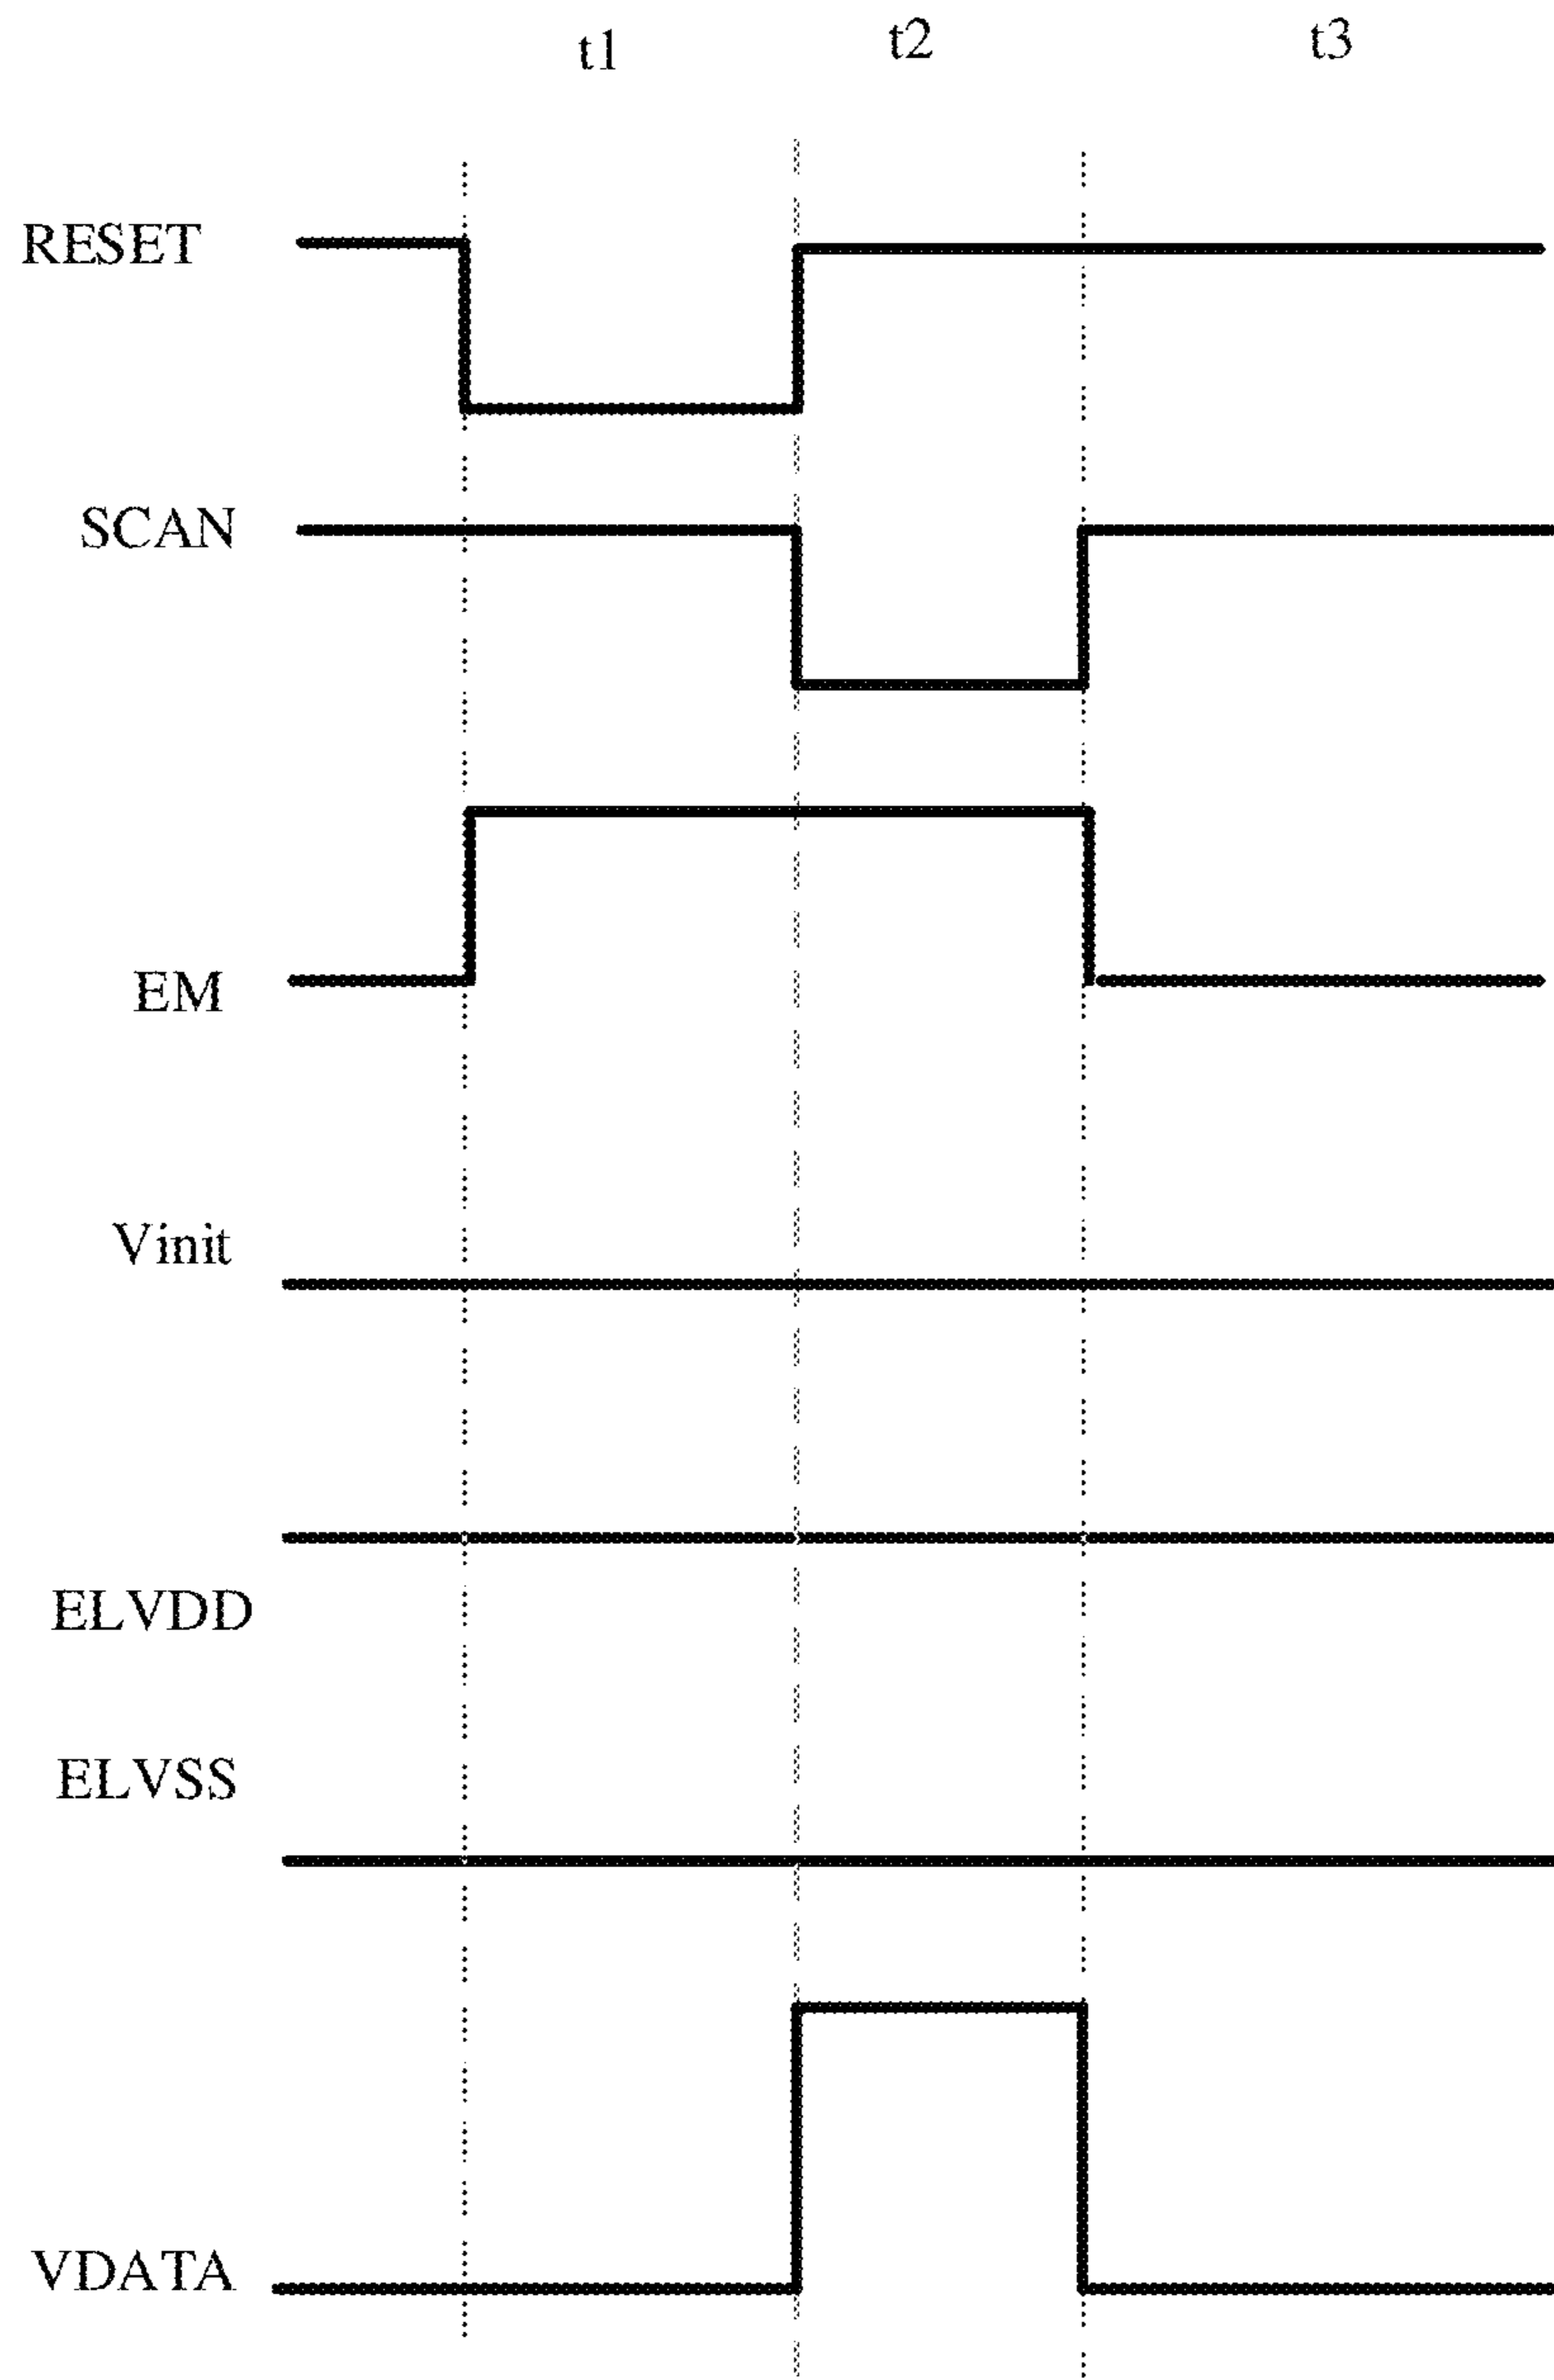 t1 t2 t3
RESET
SCAN
EM
Vinit
ELVDD
ELVSS
VDATA